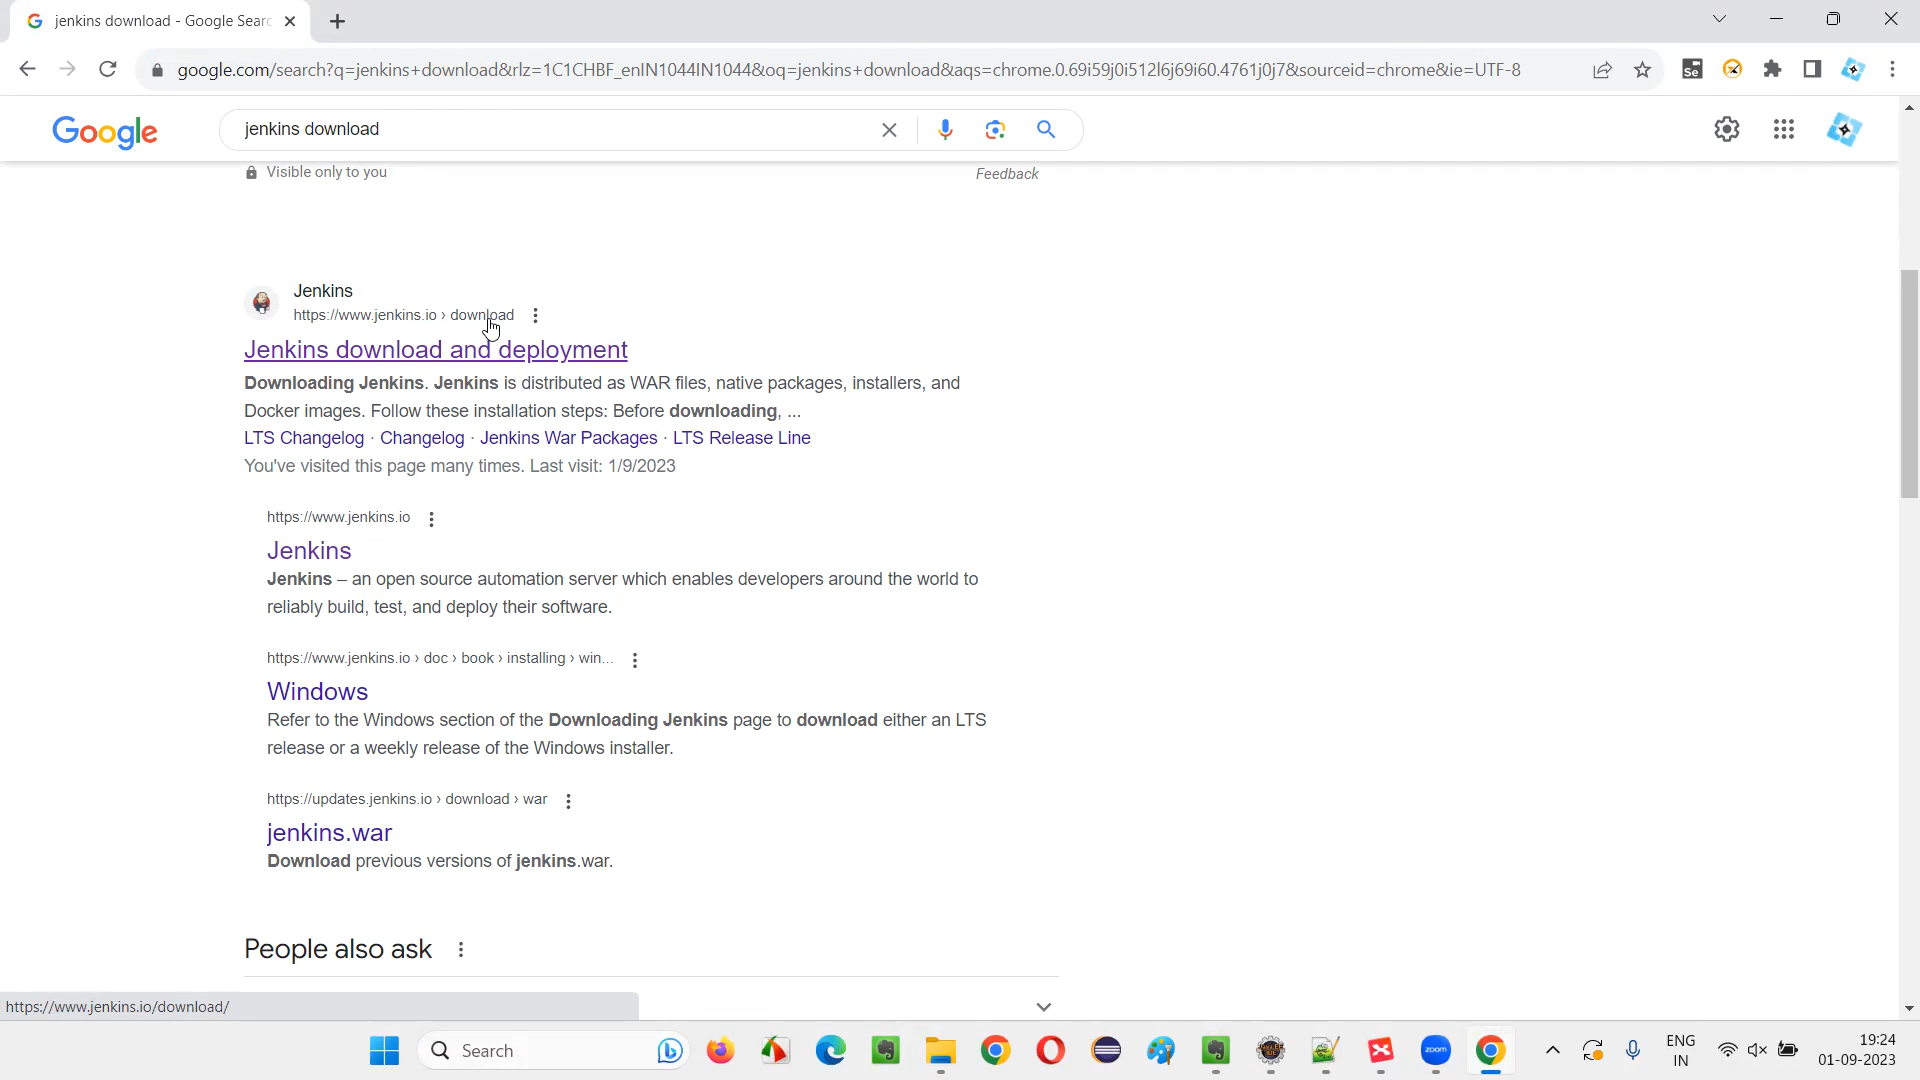 jenkins download - Google Searc
google.com/search?q=jenkins+download&rlz=1C1CHBF_enIN1044IN1044&oq=jenkins+download&aqs=chrome.0.69i59j0i512l6j69i60.4761j0j7&sourceid=chrome&ie=UTF-8
Se
Google
jenkins download
Visible only to you
Feedback
Jenkins
https://www.jenkins.io › download
Jenkins download and deployment
Downloading Jenkins. Jenkins is distributed as WAR files, native packages, installers, and
Docker images. Follow these installation steps: Before downloading, ...
LTS Changelog · Changelog · Jenkins War Packages · LTS Release Line
You've visited this page many times. Last visit: 1/9/2023
https://www.jenkins.io
Jenkins
Jenkins – an open source automation server which enables developers around the world to
reliably build, test, and deploy their software.
https://www.jenkins.io › doc › book › installing › win...
Windows
Refer to the Windows section of the Downloading Jenkins page to download either an LTS
release or a weekly release of the Windows installer.
https://updates.jenkins.io › download › war
jenkins.war
Download previous versions of jenkins.war.
People also ask
https://www.jenkins.io/download/
Search
zoom
ENG
IN
19:24
01-09-2023